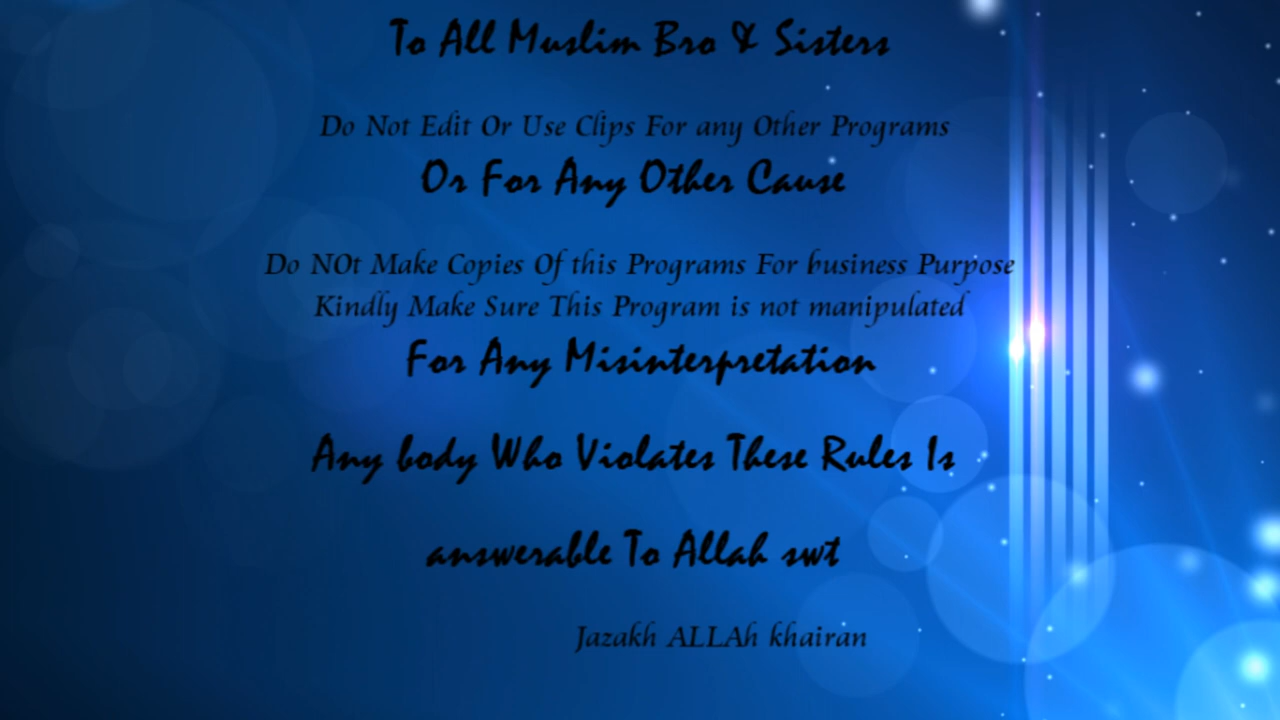 To All Muslim Bro & Sisters
Do Not Edit Or Use Clips For any Other Programs
Or For Any Other Cause
Do NOt Make Copies Of this Programs For business Purpose
Kindly Make Sure This Program is not manipulated
For Any Misinterpretation
Any body Who Violates These Rules Is
answerable To Allah swt
Jazakh ALLAh khairan